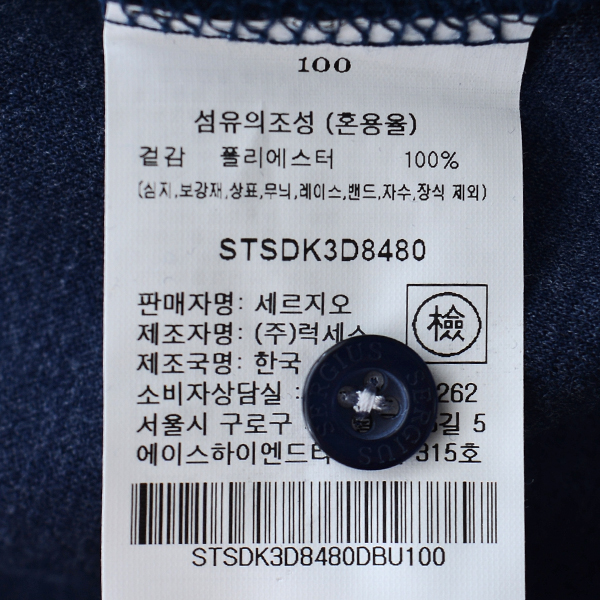 100
섬유의조성 (혼용율)
겉감 폴리에스터 100%
(심지,보강재,상표,무늬,레이스,밴드,자수,장식 제외)
STSDK3D8480
판매자명: 세르지오
제조자명: (주)럭세스
제조국명: 한국
檢
소비자상담실 : 262
서울시 구로구 길 5
에이스하이엔드타 315호
SERGIUS SERGIUS
STSDK3D8480DBU100